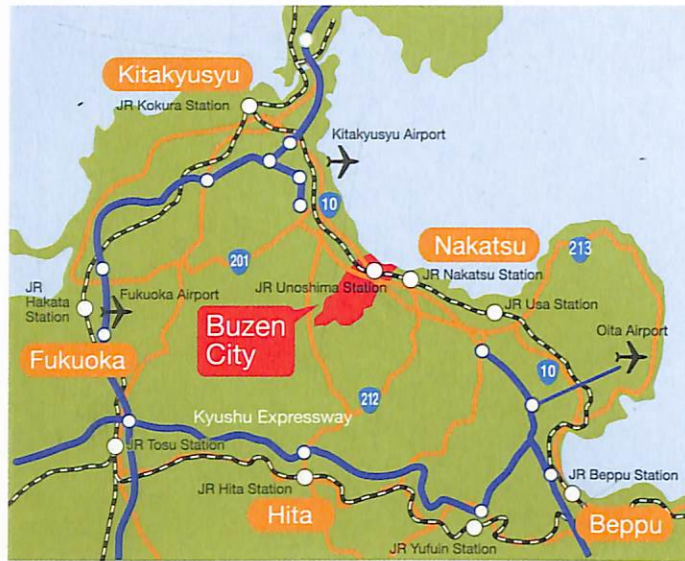 Kitakyusyu
JR Kokura Station
Kitakyusyu Airport
10
Nakatsu
213
201
JR Nakatsu Station
JR Unoshima Station
JR
Hakata
Station
Fukuoka Airport
JR Usa Station
Buzen
City
Oita Airport
Fukuoka
10
212
Kyushu Expressway
JR Tosu Station
JR Hita Station
JR Beppu Station
Hita
Beppu
JR Yufuin Station